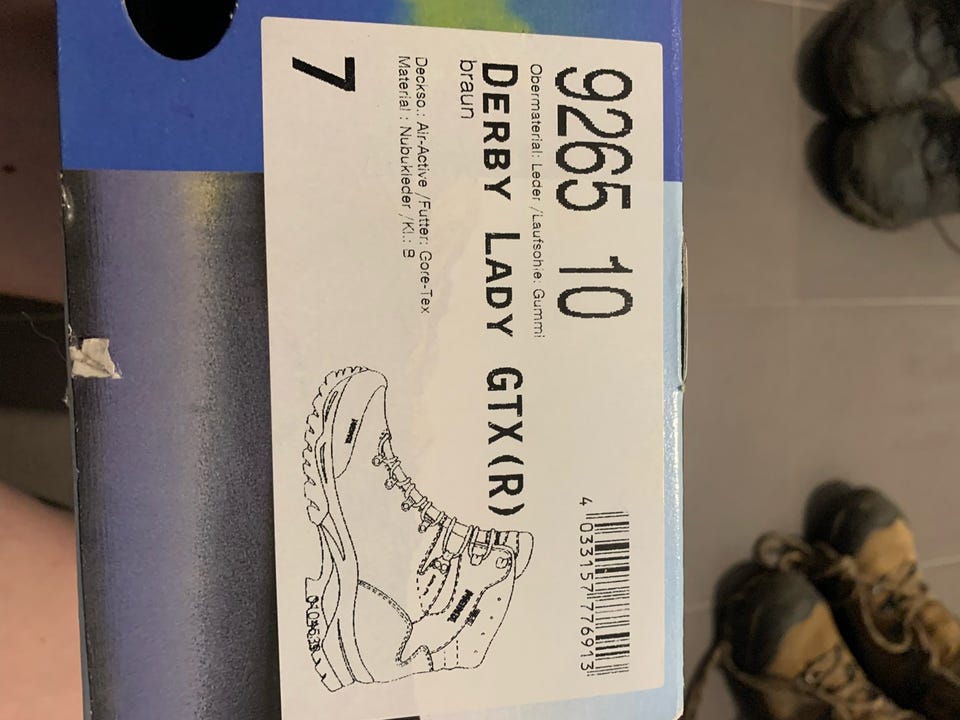 9265 10
Obermaterial: Leder /Laufsohle: Gummi
DERBY LADY GTX(R)
braun
Deckso.: Air-Active /Futter: Gore-Tex
Material : Nubukleder /Kl.: B
7
4 033157 776913